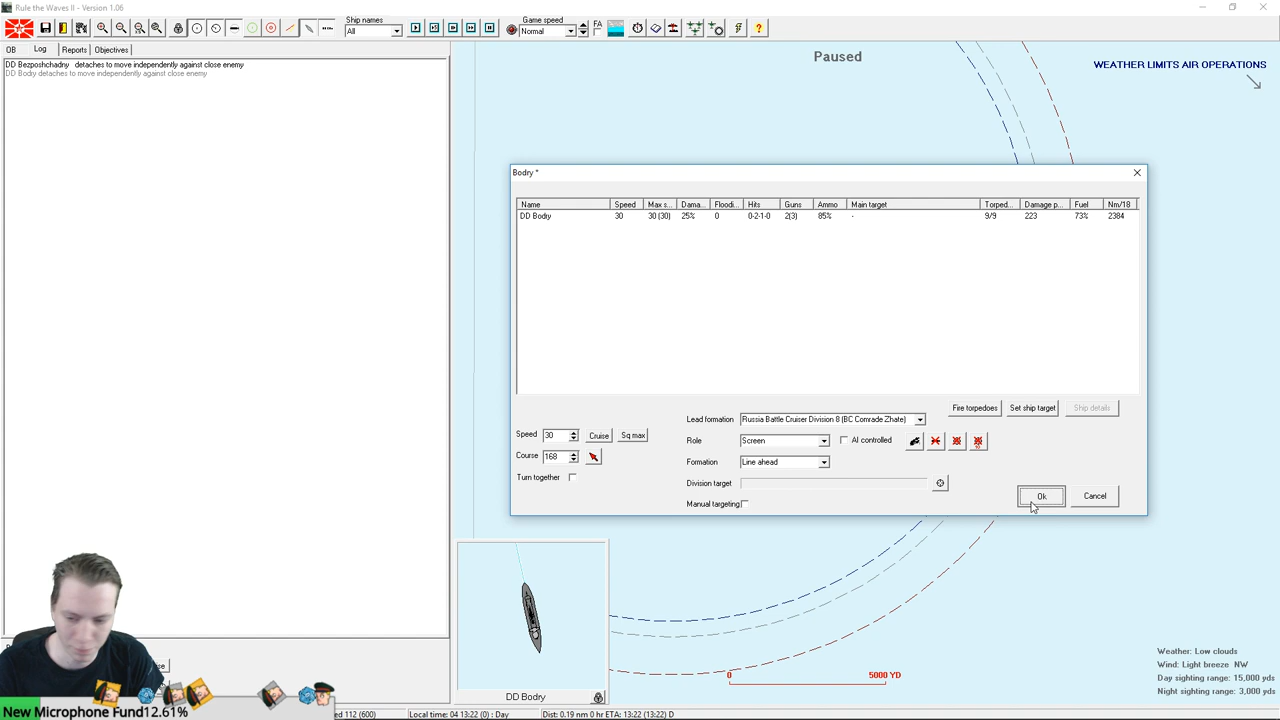 Rule the Waves II - Version 1.06
Ship names
All
Game speed
Normal
FA
OB
Log
Reports
Objectives
DD Bezposhchadny detaches to move independently against close enemy
DD Bodry detaches to move independently against close enemy
Paused
WEATHER LIMITS AIR OPERATIONS
Bodry *
Name Speed Max s... Dama... Floodi... Hits Guns Ammo Main target Torped... Damage p... Fuel Nm/18
DD Bodry 30 30 (30) 25% 0 0-2-1-0 2(3) 85% - 9/9 223 73% 2384
Fire torpedoes
Set ship target
Ship details
Lead formation Russia Battle Cruiser Division 8 (BC Comrade Zhate)
Speed 30 Cruise Sq max
Role Screen AI controlled
Course 168
Formation Line ahead
Turn together
Division target
Manual targeting
Ok
Cancel
DD Bodry
0 5000 YD
Weather: Low clouds
Wind: Light breeze NW
Day sighting range: 15,000 yds
Night sighting range: 3,000 yds
New Microphone Fund 12.61%
112 (600)
Local time: 04 13:22 (0) : Day
Dist: 0.19 nm 0 hr ETA: 13:22 (13:22) D